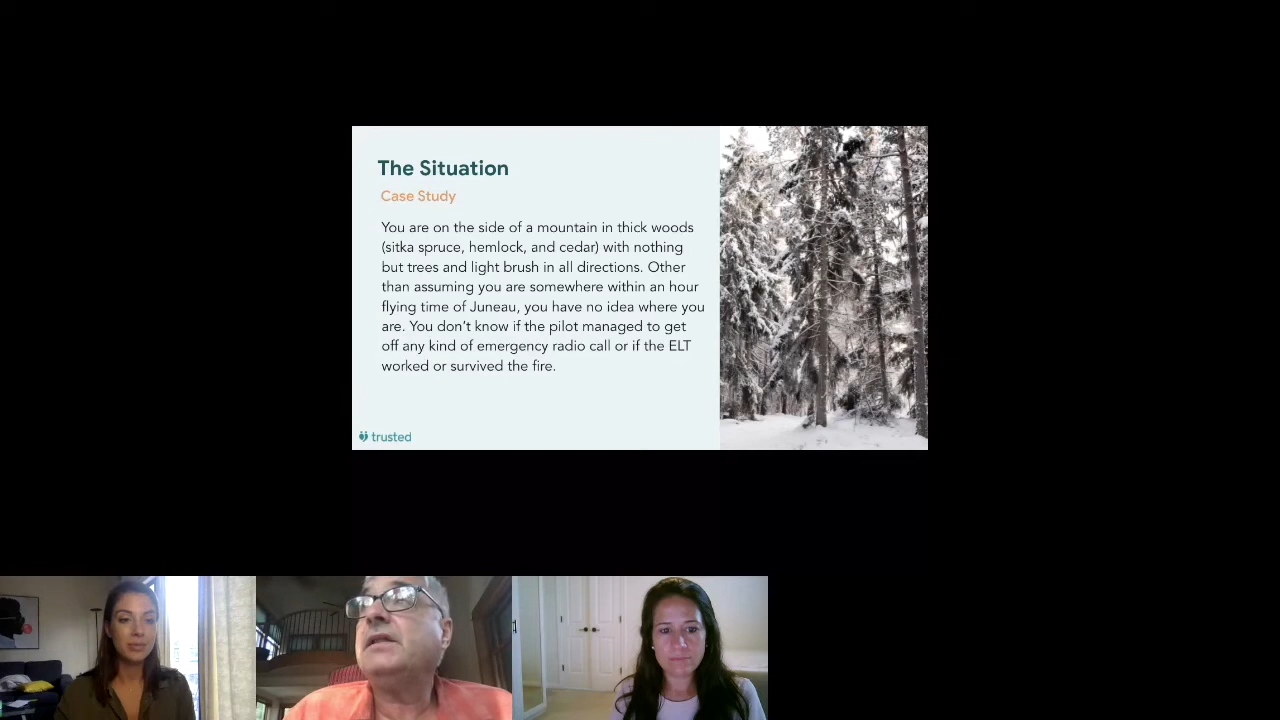 The Situation
Case Study
You are on the side of a mountain in thick woods
(sitka spruce, hemlock, and cedar) with nothing
but trees and light brush in all directions. Other
than assuming you are somewhere within an hour
flying time of Juneau, you have no idea where you
are. You don't know if the pilot managed to get
off any kind of emergency radio call or if the ELT
worked or survived the fire.
trusted